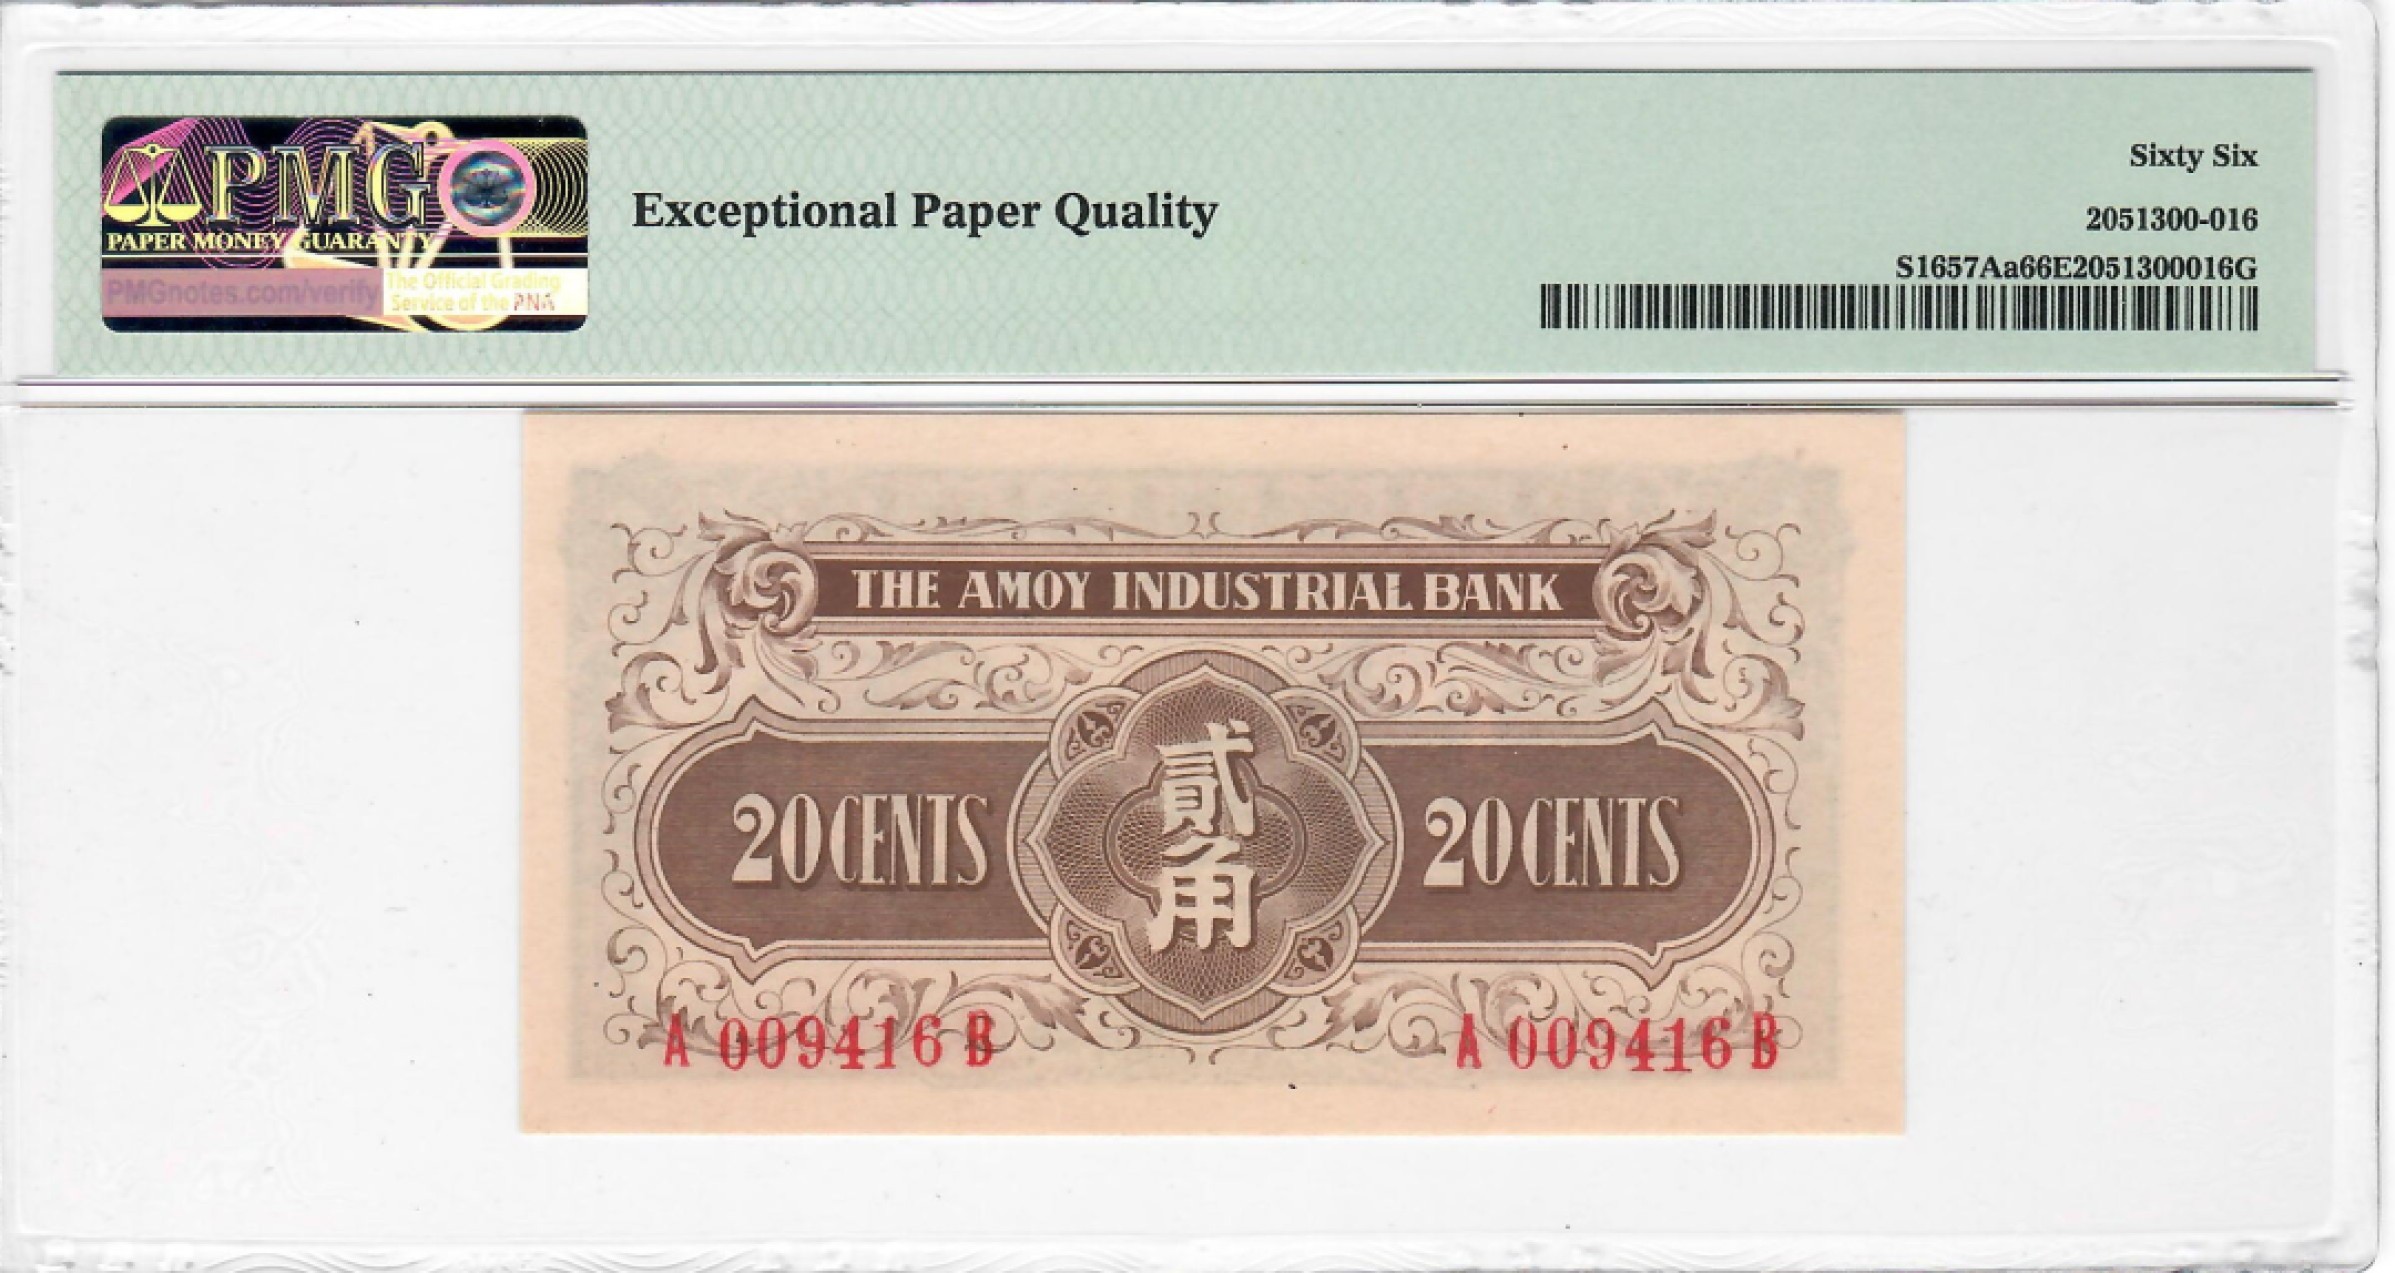 PMG
PAPER MONEY GUARANTY
PMGnotes.com/verify
The Official Grading
Service of the PNA
Exceptional Paper Quality
Sixty Six
2051300-016
S1657Aa66E2051300016G
THE AMOY INDUSTRIAL BANK
20 CENTS
貳角
20 CENTS
A 009416 B
A 009416 B